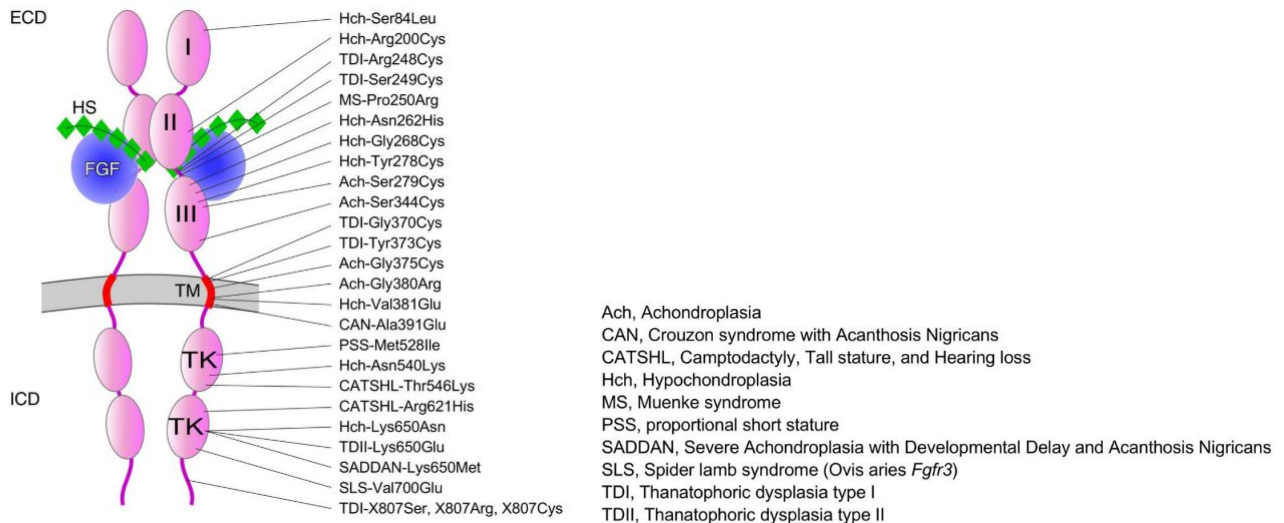 ECD
I
HS
II
FGF
III
TM
TK
ICD
TK
Hch-Ser84Leu
Hch-Arg200Cys
TDI-Arg248Cys
TDI-Ser249Cys
MS-Pro250Arg
Hch-Asn262His
Hch-Gly268Cys
Hch-Tyr278Cys
Ach-Ser279Cys
Ach-Ser344Cys
TDI-Gly370Cys
TDI-Tyr373Cys
Ach-Gly375Cys
Ach-Gly380Arg
Hch-Val381Glu
CAN-Ala391Glu
PSS-Met528Ile
Hch-Asn540Lys
CATSHL-Thr546Lys
CATSHL-Arg621His
Hch-Lys650Asn
TDII-Lys650Glu
SADDAN-Lys650Met
SLS-Val700Glu
TDI-X807Ser, X807Arg, X807Cys
Ach, Achondroplasia
CAN, Crouzon syndrome with Acanthosis Nigricans
CATSHL, Camptodactyly, Tall stature, and Hearing loss
Hch, Hypochondroplasia
MS, Muenke syndrome
PSS, proportional short stature
SADDAN, Severe Achondroplasia with Developmental Delay and Acanthosis Nigricans
SLS, Spider lamb syndrome (Ovis aries Fgfr3)
TDI, Thanatophoric dysplasia type I
TDII, Thanatophoric dysplasia type II